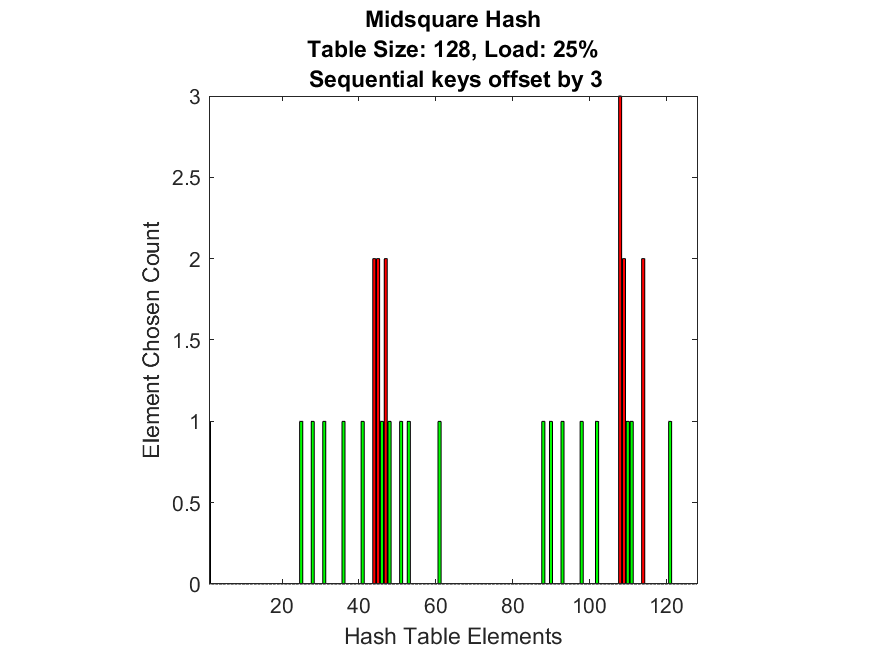 Midsquare Hash
Table Size: 128, Load: 25%
Sequential keys offset by 3
3
2.5
2
1.5
1
0.5
0
Element Chosen Count
20 40 60 80 100 120
Hash Table Elements